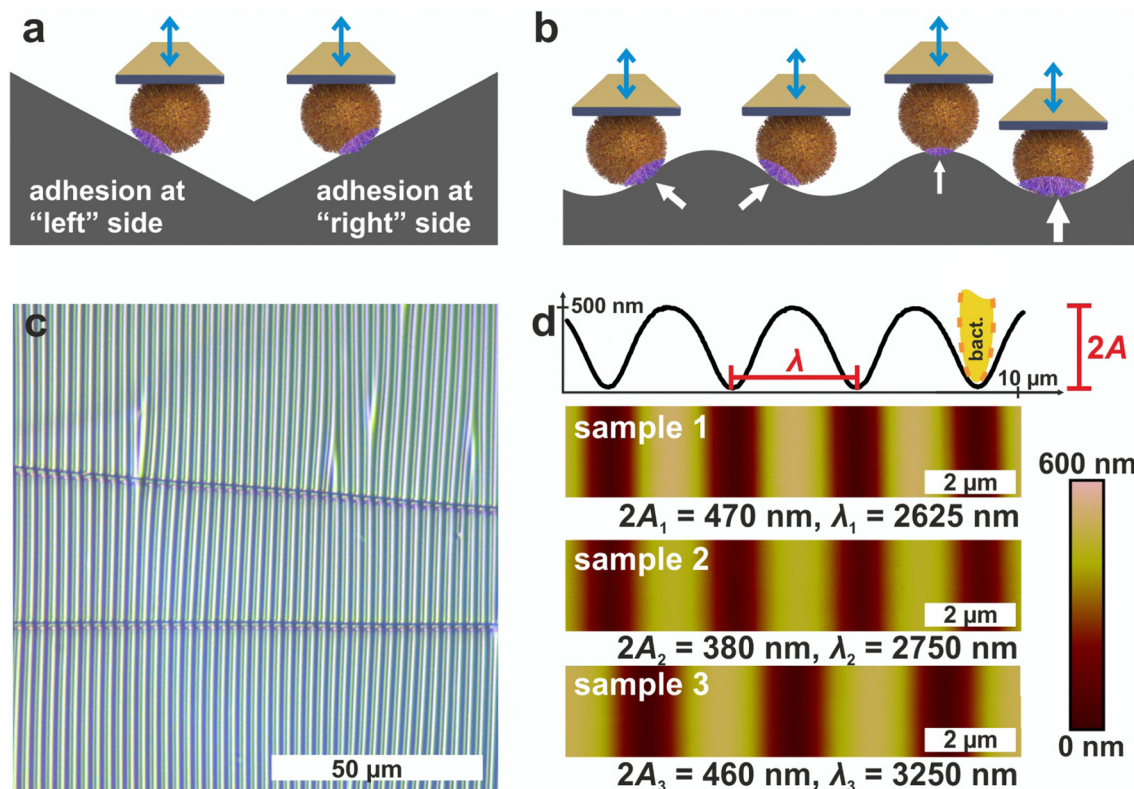 a
adhesion at
"left" side
adhesion at
"right" side
b
c
50 µm
d
500 nm
λ
bact.
2A
10 µm
sample 1
2 µm
2A₁ = 470 nm, λ₁ = 2625 nm
sample 2
2 µm
2A₂ = 380 nm, λ₂ = 2750 nm
sample 3
2 µm
2A₃ = 460 nm, λ₃ = 3250 nm
600 nm
0 nm